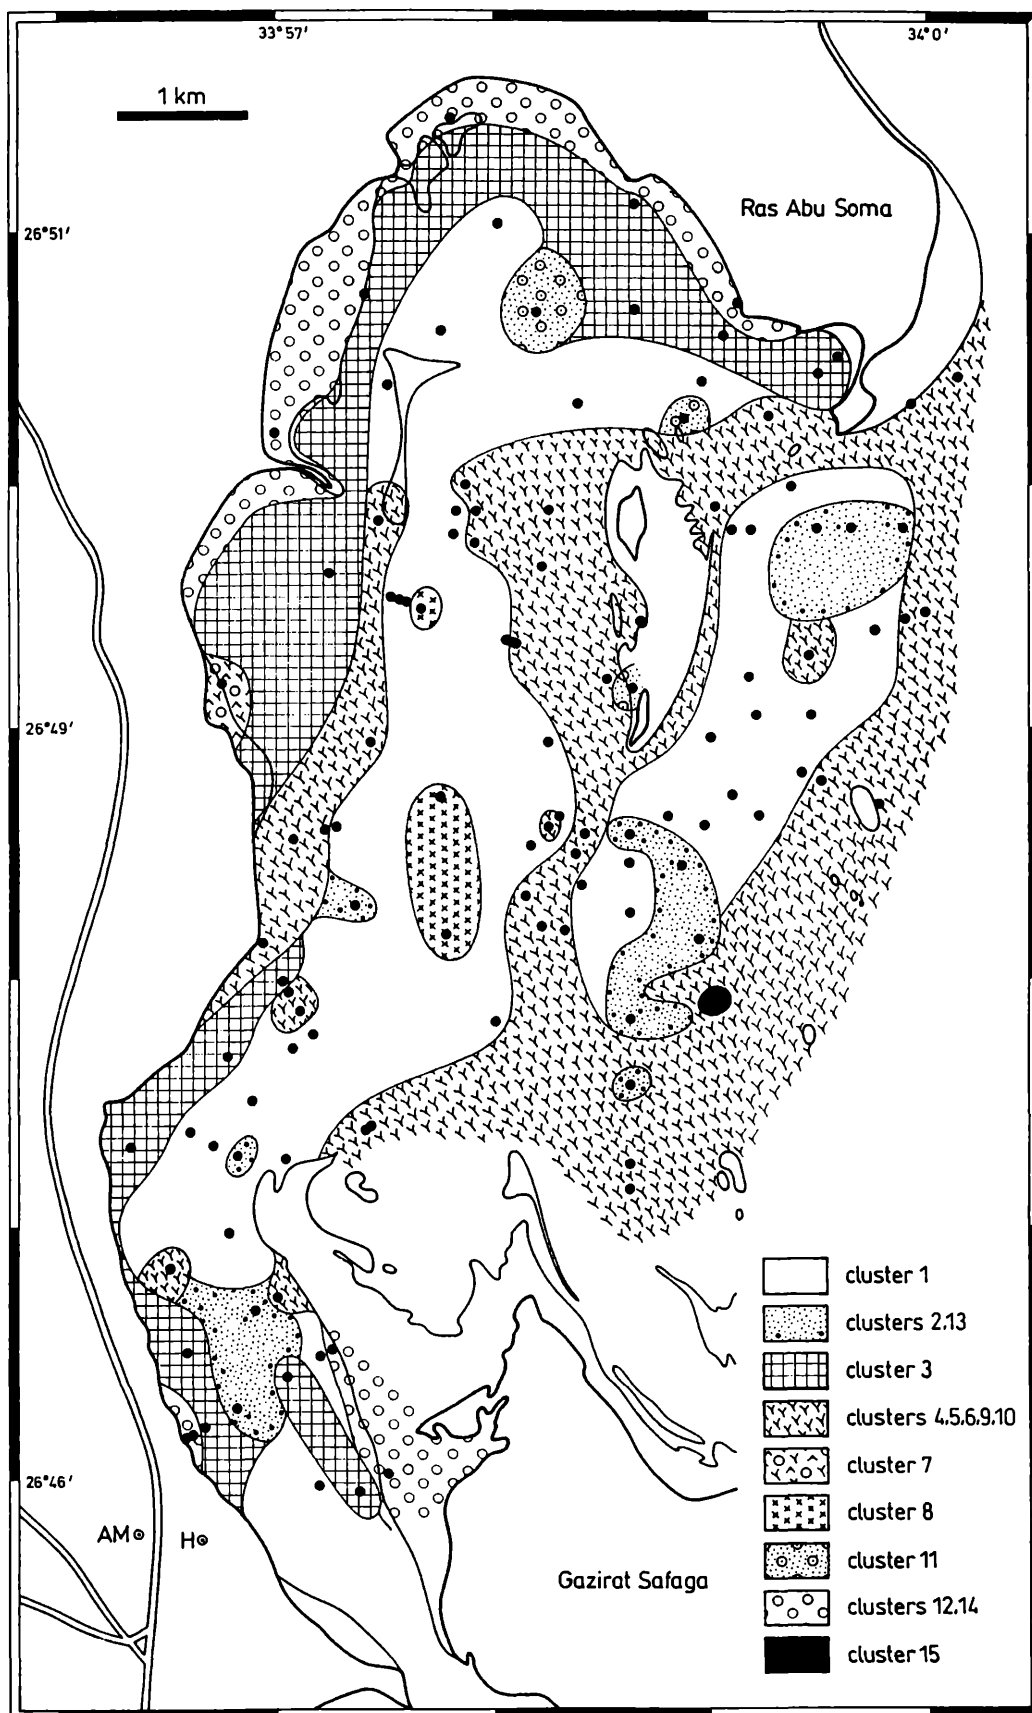 33°57'
34°0'
1 km
Ras Abu Soma
26°51'
26°49'
cluster 1
clusters 2.13
cluster 3
clusters 4.5.6.9.10
cluster 7
26°46'
cluster 8
AM
H
cluster 11
Gazirat Safaga
clusters 12.14
cluster 15